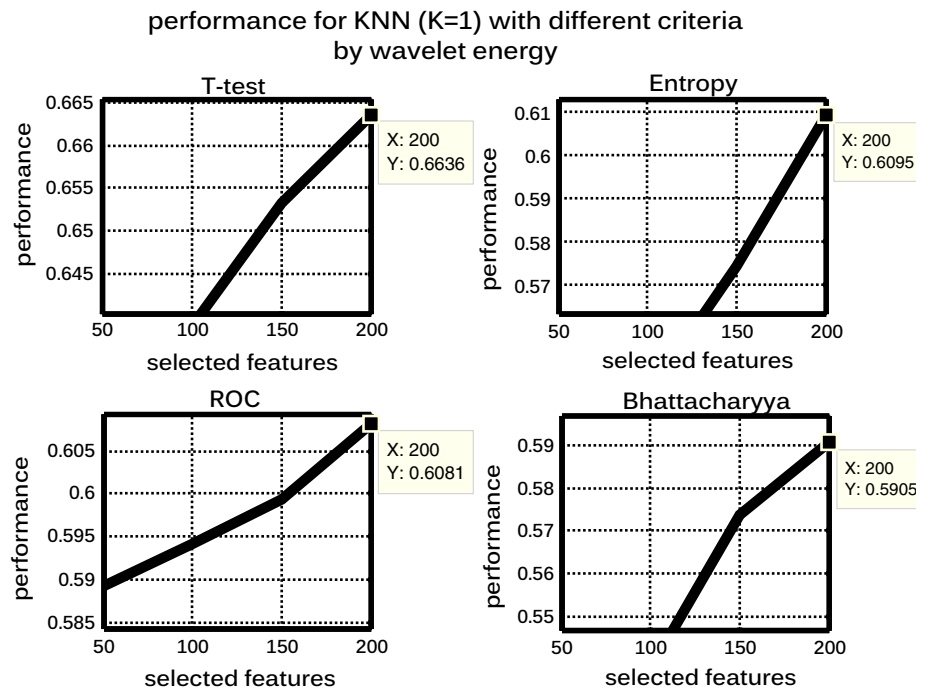 performance for KNN (K=1) with different criteria
by wavelet energy
T-test
0.665
0.66
0.655
0.65
0.645
performance
50 100 150 200
selected features
X: 200
Y: 0.6636
Entropy
0.61
0.6
0.59
0.58
0.57
performance
50 100 150 200
selected features
X: 200
Y: 0.6095
ROC
0.605
0.6
0.595
0.59
0.585
performance
50 100 150 200
selected features
X: 200
Y: 0.6081
Bhattacharyya
0.59
0.58
0.57
0.56
0.55
performance
50 100 150 200
selected features
X: 200
Y: 0.5905